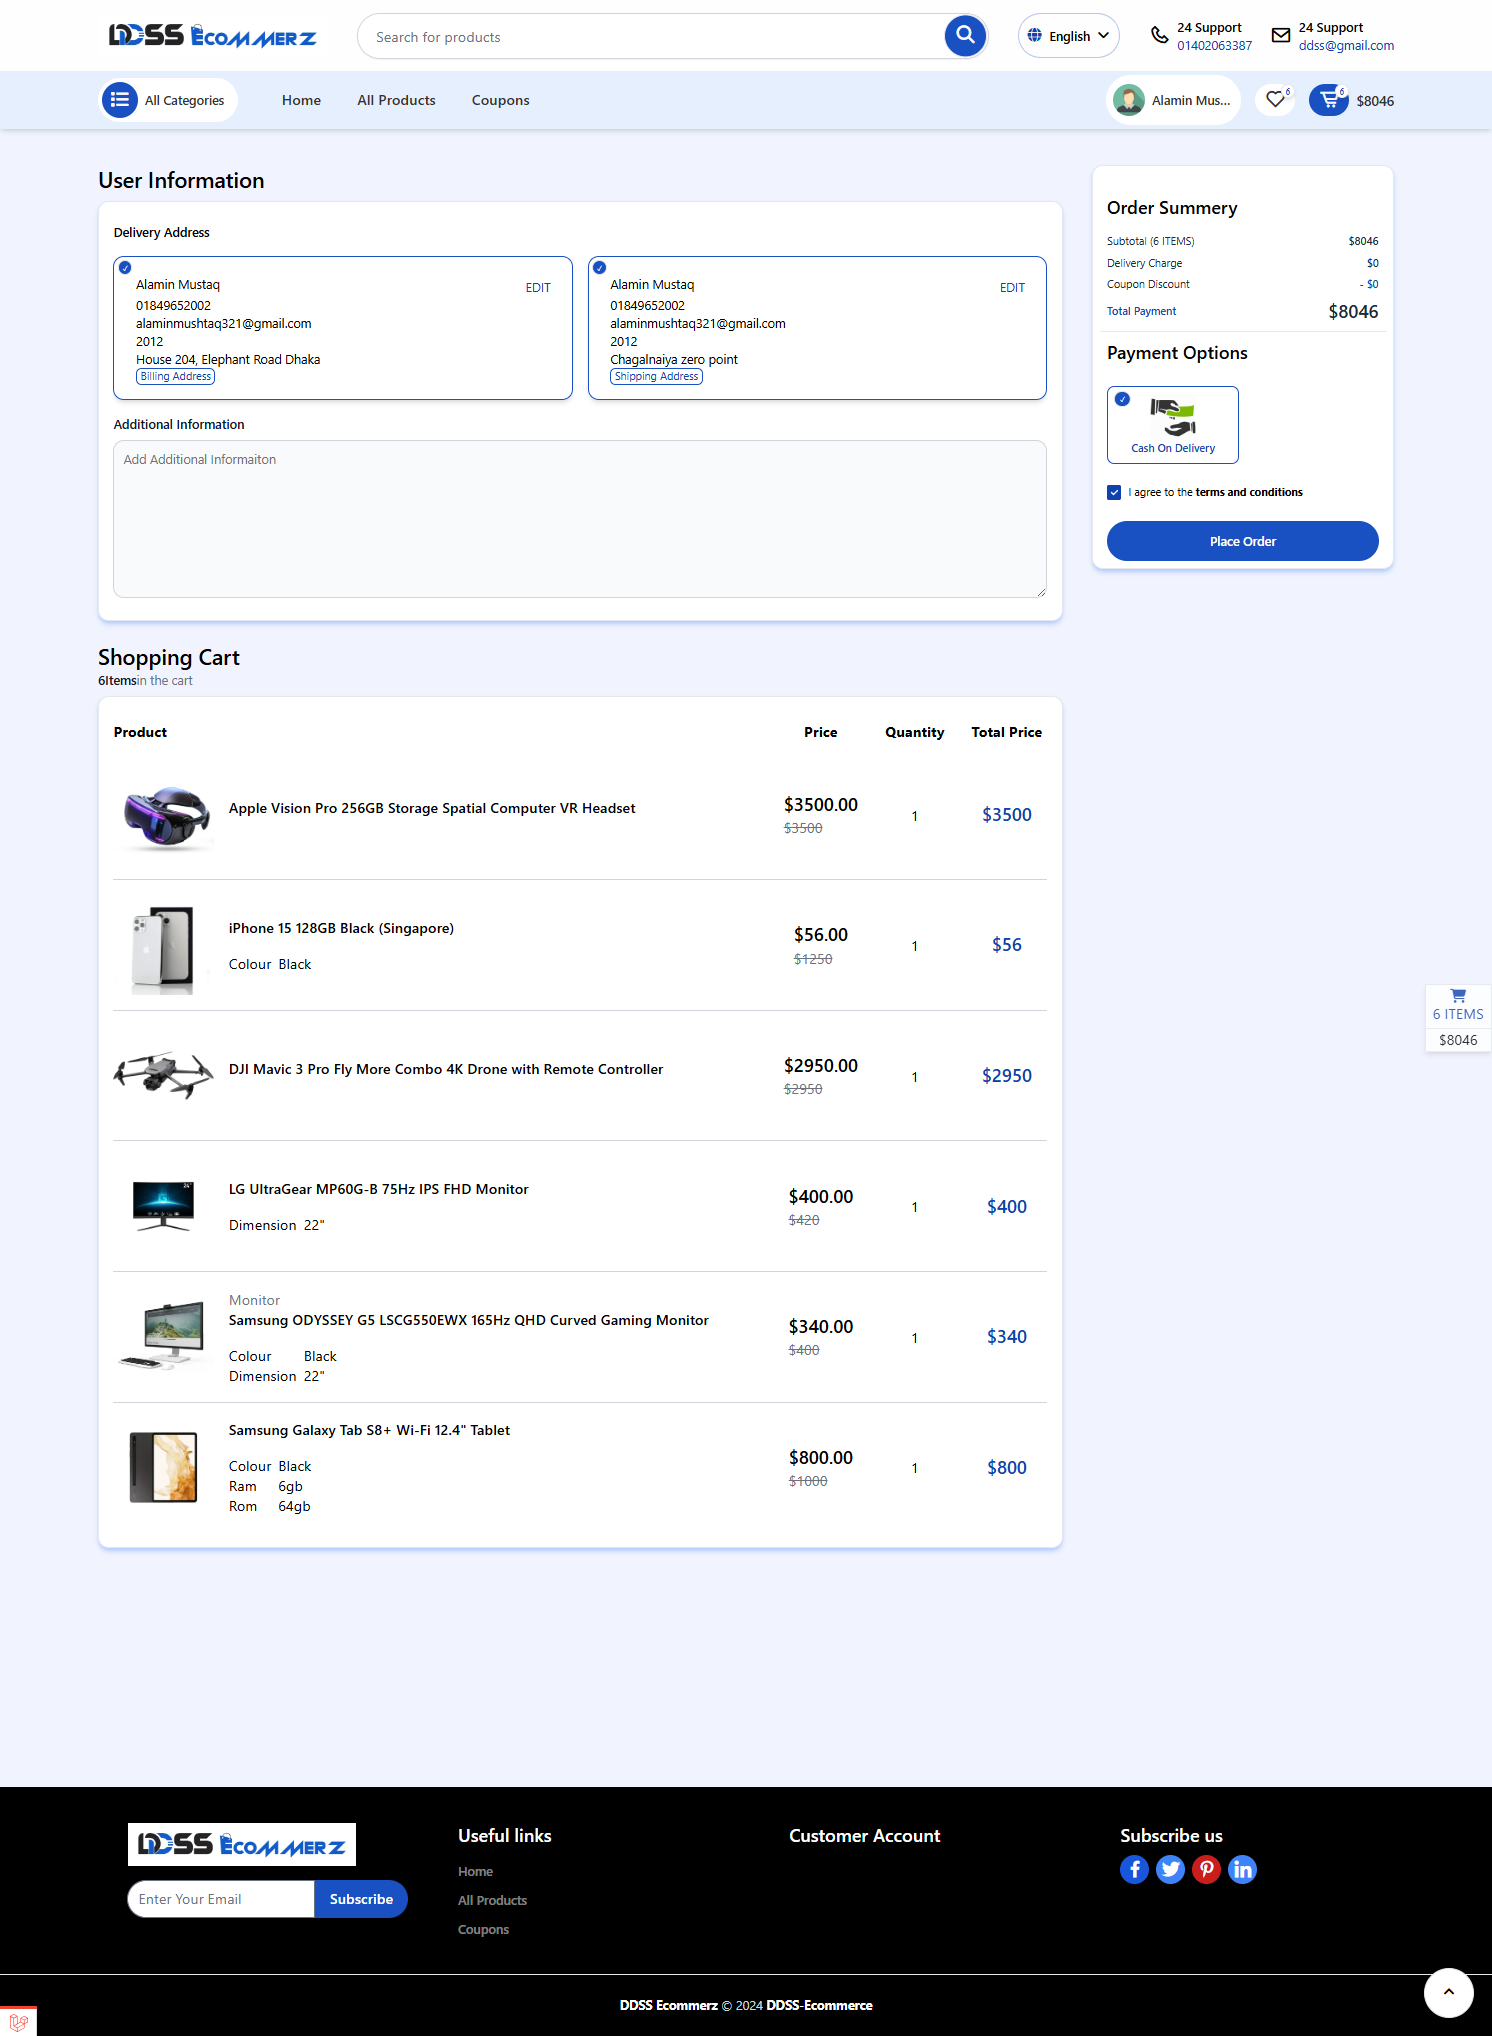 DDSS Ecommerz
Search for products
English
24 Support
01402063387
24 Support
ddss@gmail.com
All Categories
Home
All Products
Coupons
Alamin Mus...
6
6
$8046
User Information
Delivery Address
Alamin Mustaq
EDIT
01849652002
alaminmushtaq321@gmail.com
2012
House 204, Elephant Road Dhaka
Billing Address
Alamin Mustaq
EDIT
01849652002
alaminmushtaq321@gmail.com
2012
Chagalnaiya zero point
Shipping Address
Additional Information
Add Additional Informaiton
Order Summery
Subtotal (6 ITEMS) $8046
Delivery Charge $0
Coupon Discount - $0
Total Payment $8046
Payment Options
Cash On Delivery
I agree to the terms and conditions
Place Order
Shopping Cart
6Itemsin the cart
Product Price Quantity Total Price
Apple Vision Pro 256GB Storage Spatial Computer VR Headset
$3500.00
$3500
1
$3500
iPhone 15 128GB Black (Singapore)
Colour Black
$56.00
$1250
1
$56
DJI Mavic 3 Pro Fly More Combo 4K Drone with Remote Controller
$2950.00
$2950
1
$2950
LG UltraGear MP60G-B 75Hz IPS FHD Monitor
Dimension 22"
$400.00
$420
1
$400
Monitor
Samsung ODYSSEY G5 LSCG550EWX 165Hz QHD Curved Gaming Monitor
Colour Black
Dimension 22"
$340.00
$400
1
$340
Samsung Galaxy Tab S8+ Wi-Fi 12.4" Tablet
Colour Black
Ram 6gb
Rom 64gb
$800.00
$1000
1
$800
6 ITEMS
$8046
DDSS Ecommerz
Enter Your Email
Subscribe
Useful links
Home
All Products
Coupons
Customer Account
Subscribe us
DDSS Ecommerz © 2024 DDSS-Ecommerce